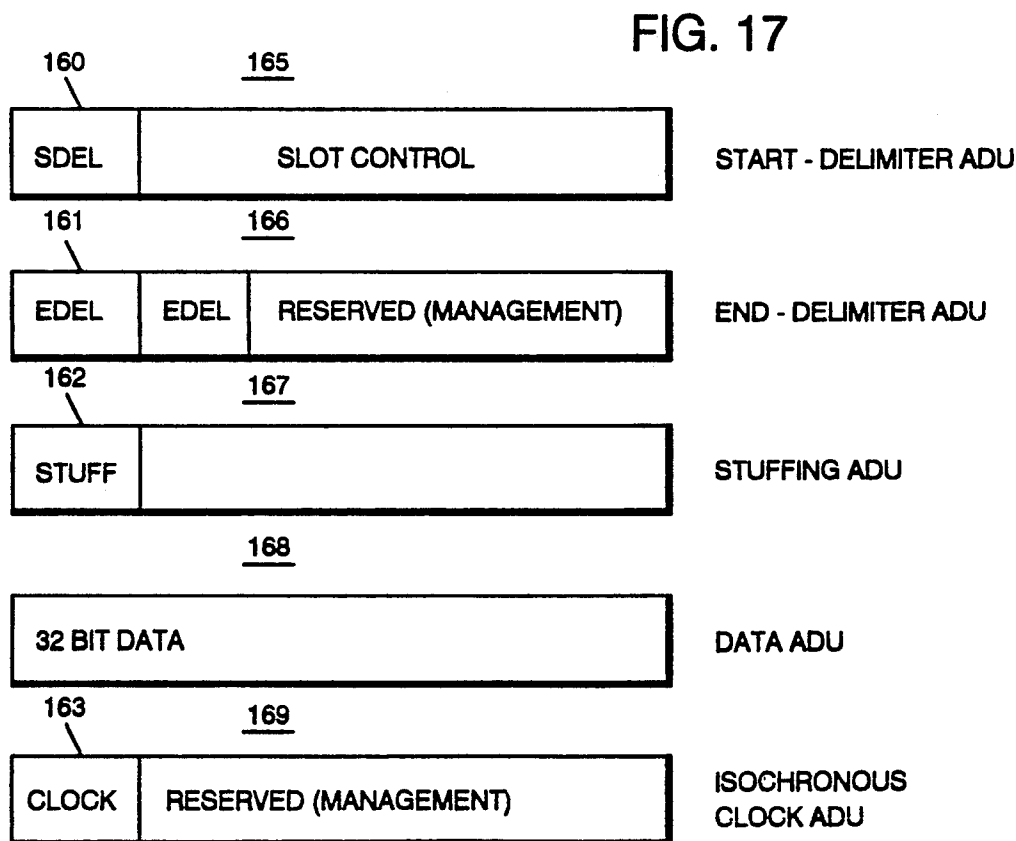 FIG. 17
160 165
SDEL SLOT CONTROL START - DELIMITER ADU
161 166
EDEL EDEL RESERVED (MANAGEMENT) END - DELIMITER ADU
162 167
STUFF STUFFING ADU
168
32 BIT DATA DATA ADU
163 169
CLOCK RESERVED (MANAGEMENT) ISOCHRONOUS
CLOCK ADU